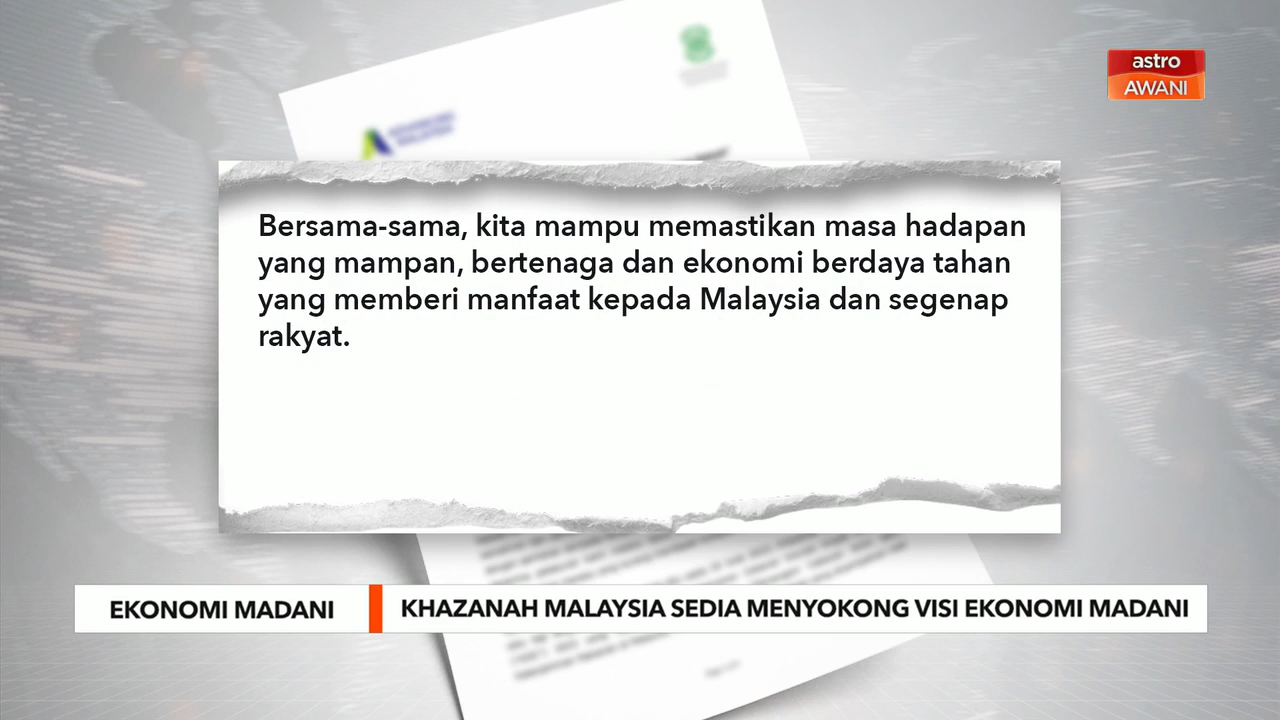 astro
AWANI
Bersama-sama, kita mampu memastikan masa hadapan
yang mampan, bertenaga dan ekonomi berdaya tahan
yang memberi manfaat kepada Malaysia dan segenap
rakyat.
EKONOMI MADANI
KHAZANAH MALAYSIA SEDIA MENYOKONG VISI EKONOMI MADANI